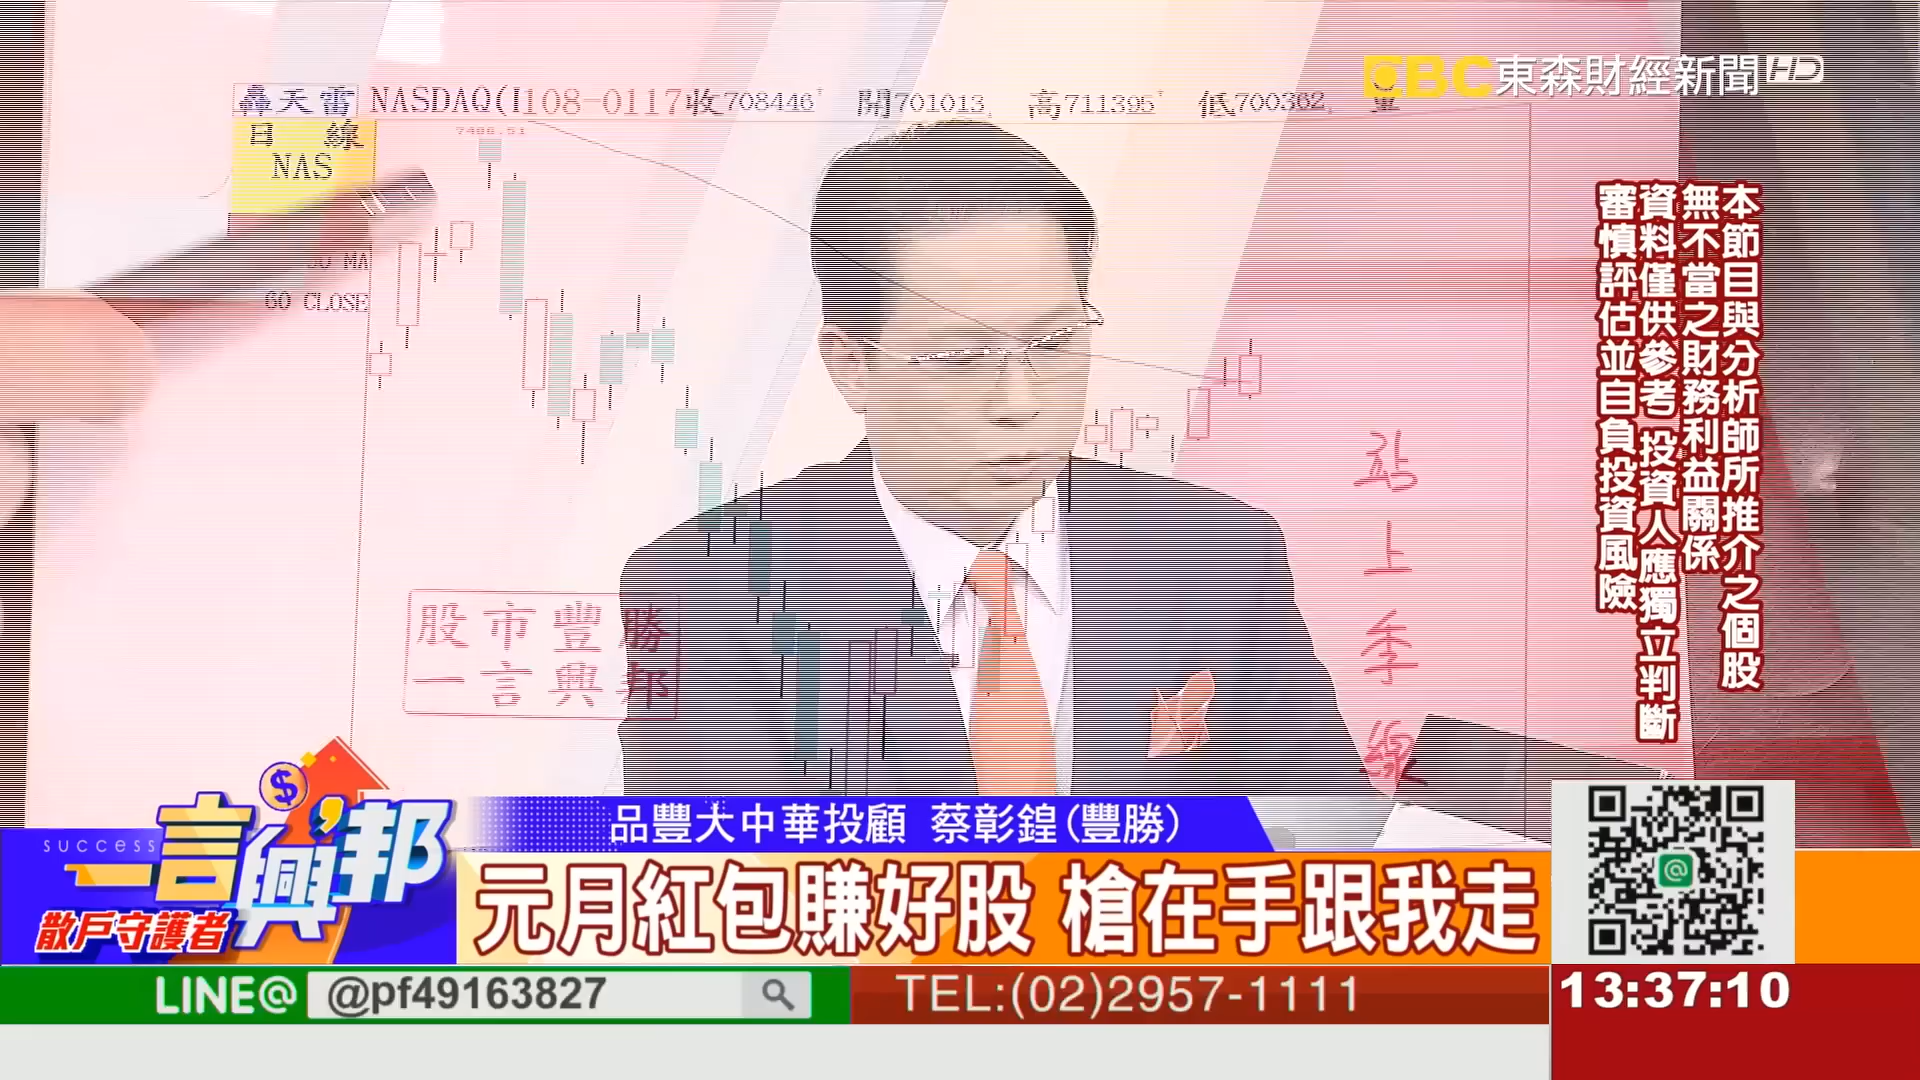 EBC東森財經新聞HD
轟天雷 NASDAQ(I108-0117收708446 開701013 高711395 低700362 量
日 線
NAS
7486.51
MA
60 CLOSE
本節目與分析師所推介之個股
無不當之財務利益關係
資料僅供參考 投資人應獨立判斷
審慎評估並自負投資風險
站上季線
股市豐勝
一言興邦
success
一言興邦
散戶守護者
品豐大中華投顧 蔡彰鍠(豐勝)
元月紅包賺好股 槍在手跟我走
LINE@ @pf49163827
TEL:(02)2957-1111
13:37:10